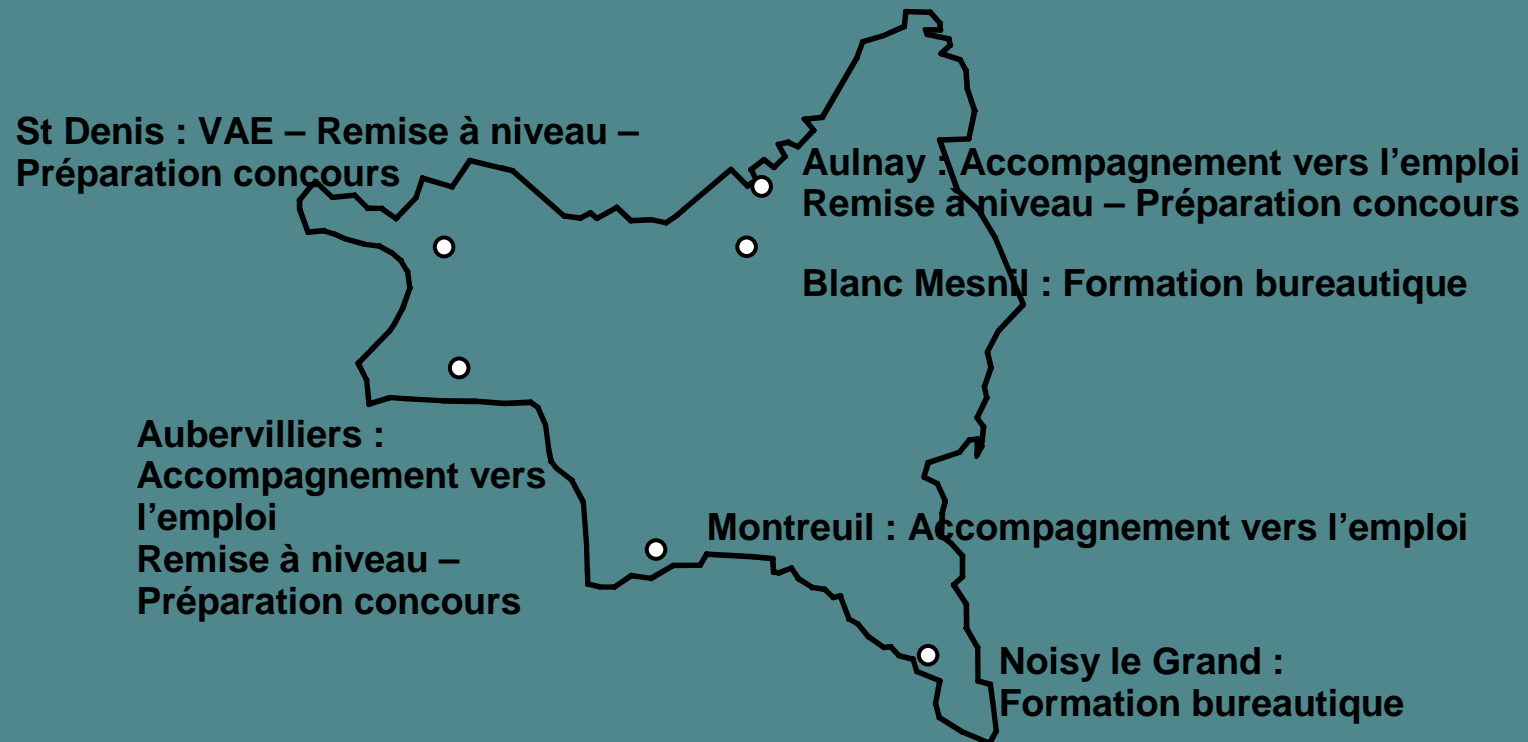 St Denis : VAE – Remise à niveau –
Préparation concours
Aulnay : Accompagnement vers l’emploi
Remise à niveau – Préparation concours
Blanc Mesnil : Formation bureautique
Aubervilliers :
Accompagnement vers
l’emploi
Remise à niveau –
Préparation concours
Montreuil : Accompagnement vers l’emploi
Noisy le Grand :
Formation bureautique